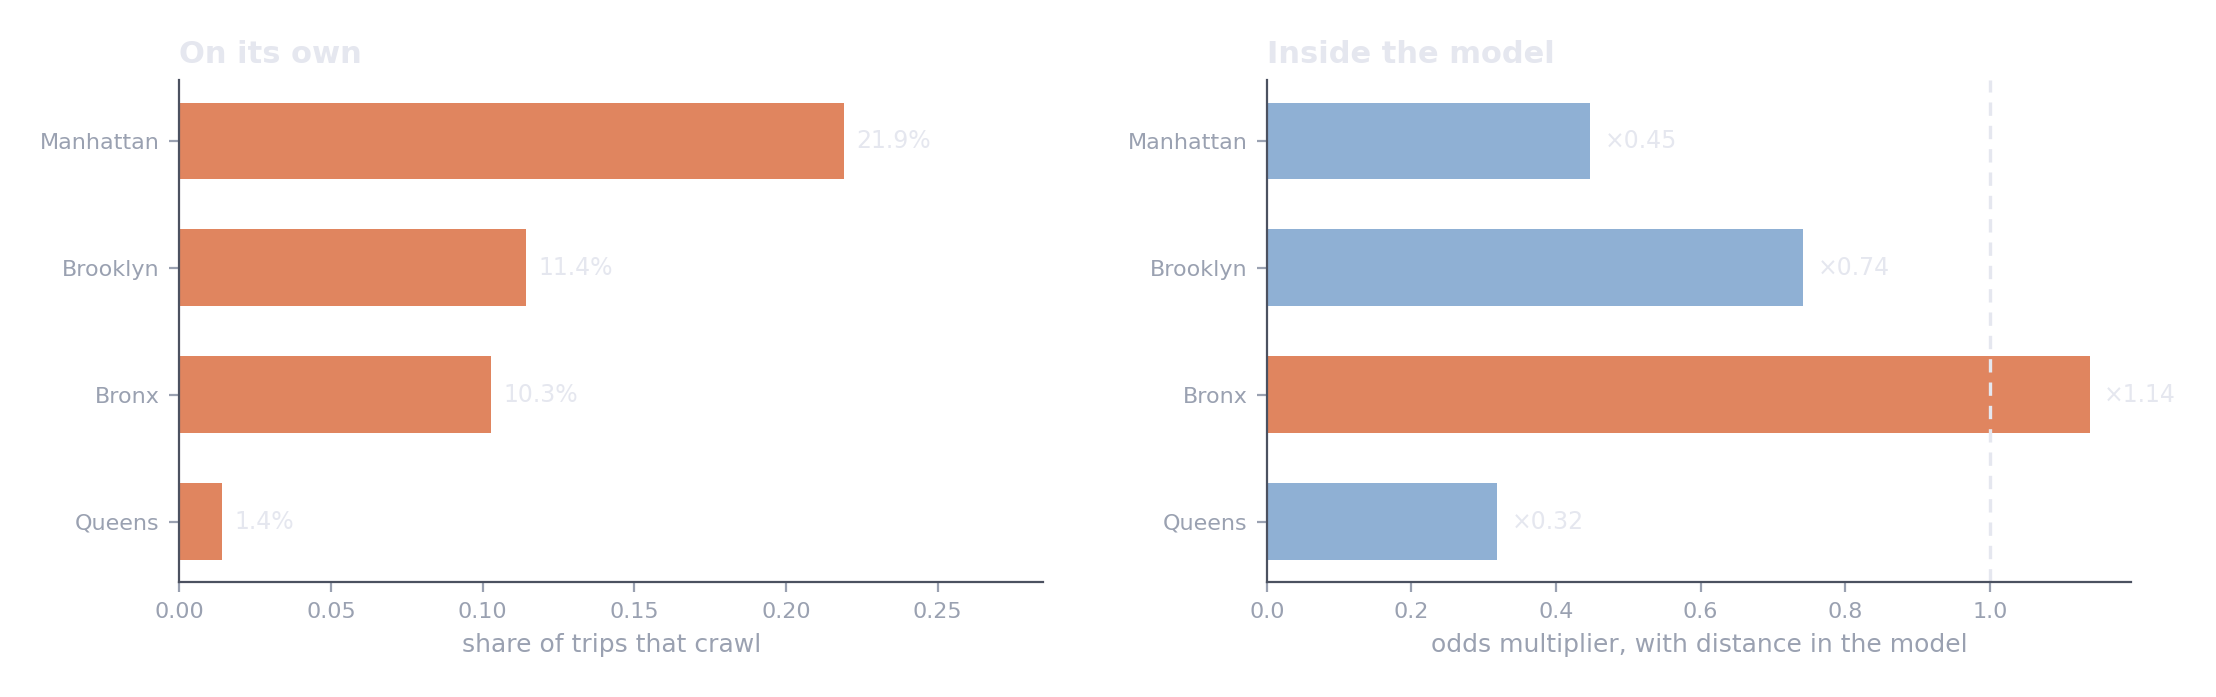 On its own
Manhattan
21.9%
Brooklyn
11.4%
Bronx
10.3%
Queens
1.4%
0.00 0.05 0.10 0.15 0.20 0.25
share of trips that crawl
Inside the model
Manhattan
×0.45
Brooklyn
×0.74
Bronx
×1.14
Queens
×0.32
0.0 0.2 0.4 0.6 0.8 1.0
odds multiplier, with distance in the model